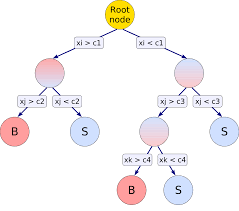 Root
node
xi > c1 xi < c1
xj > c2 xj < c2 xj > c3 xj < c3
B S S
xk > c4 xk < c4
B S